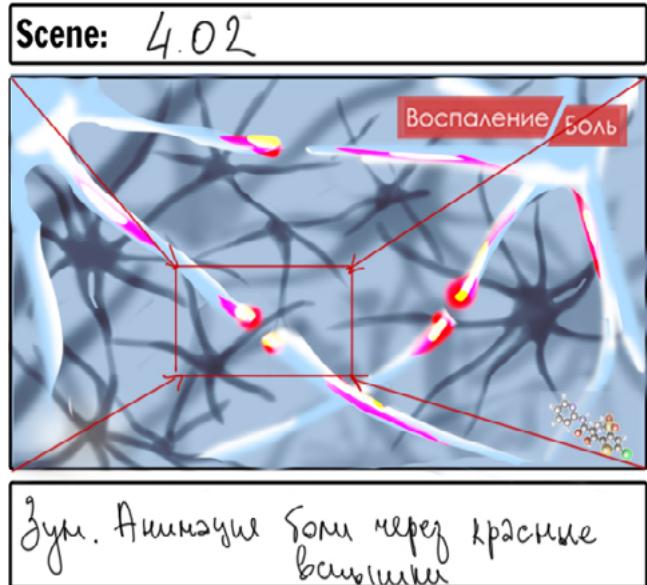 Scene: 4.02
Воспаление Боль
Зум. Анимация боли через красные
вспышки